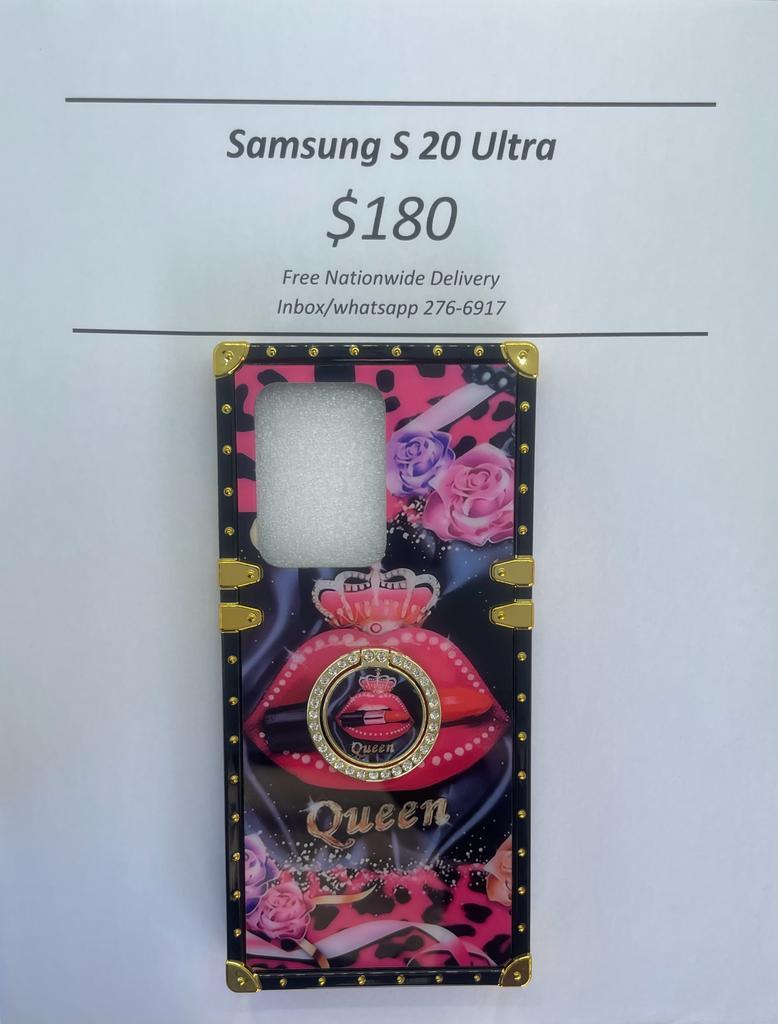 Samsung S 20 Ultra
$180
Free Nationwide Delivery
Inbox/whatsapp 276-6917
Queen
Queen